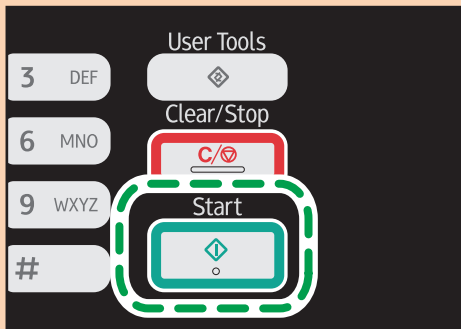 User Tools
3 DEF
Clear/Stop
6 MNO
C/
9 WXYZ
Start
#